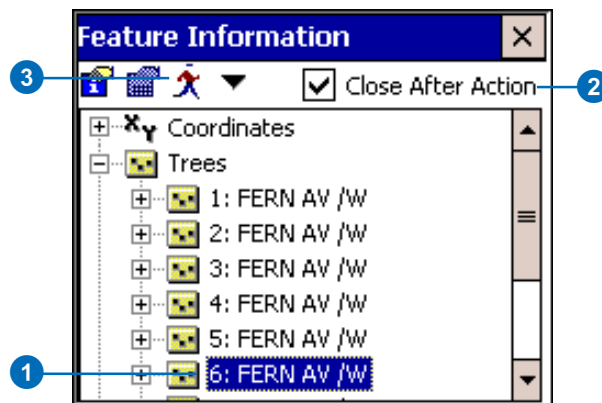 Feature Information
3
Close After Action
2
Coordinates
Trees
1: FERN AV /W
2: FERN AV /W
3: FERN AV /W
4: FERN AV /W
5: FERN AV /W
1
6: FERN AV /W